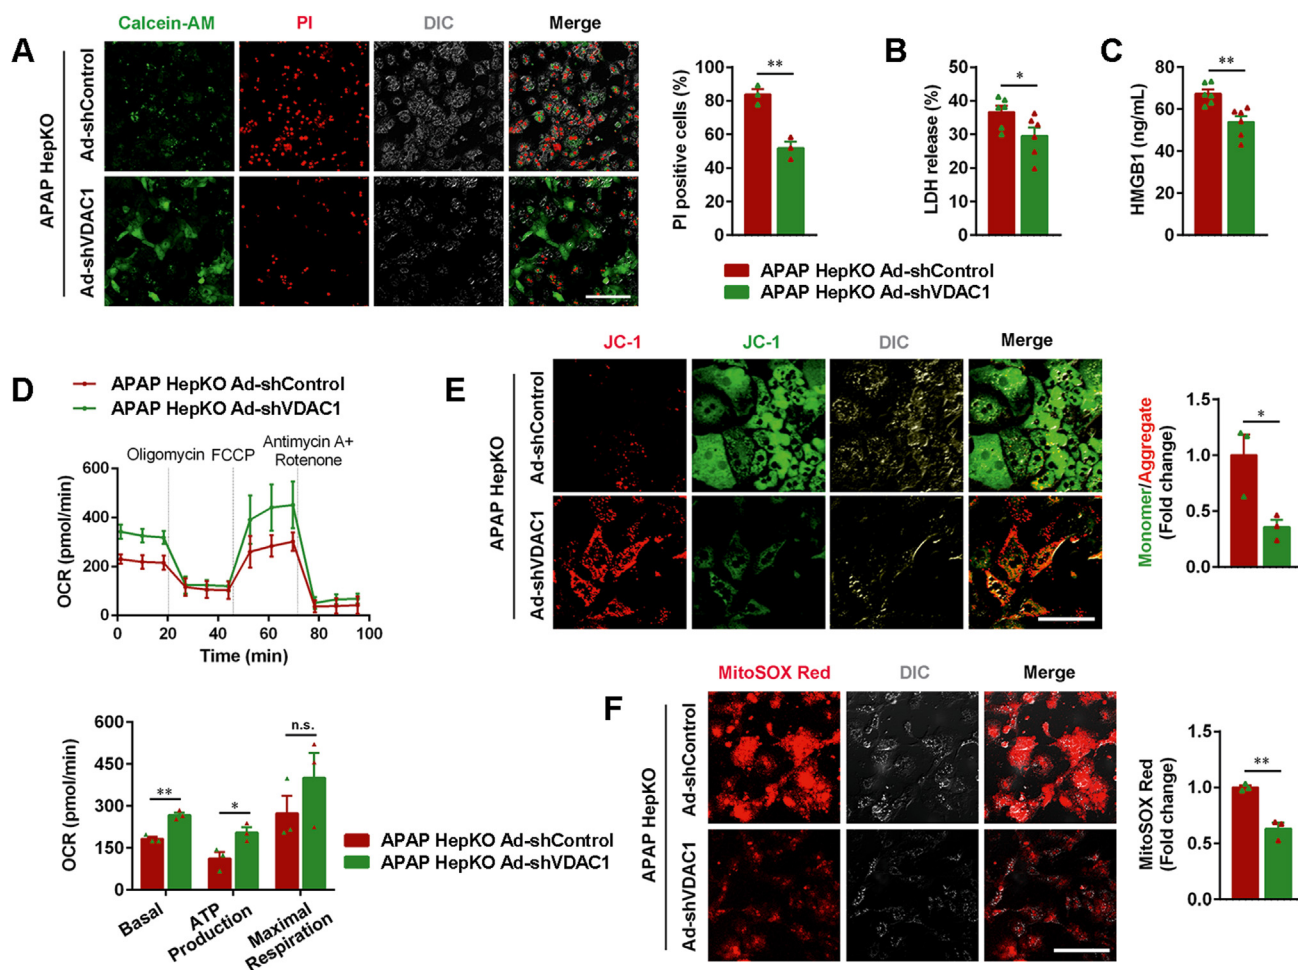 A
Calcein-AM
PI
DIC
Merge
APAP HepKO
Ad-shControl
Ad-shVDAC1
PI positive cells (%)
100
80
60
40
20
0
**
B
LDH release (%)
50
40
30
20
10
0
*
C
HMGB1 (ng/mL)
80
60
40
20
0
**
APAP HepKO Ad-shControl
APAP HepKO Ad-shVDAC1
D
APAP HepKO Ad-shControl
APAP HepKO Ad-shVDAC1
Oligomycin
FCCP
Antimycin A+
Rotenone
OCR (pmol/min)
600
400
200
0
0
20
40
60
80
100
Time (min)
OCR (pmol/min)
600
450
300
150
0
**
*
n.s.
Basal
ATP
Production
Maximal
Respiration
APAP HepKO Ad-shControl
APAP HepKO Ad-shVDAC1
E
JC-1
JC-1
DIC
Merge
APAP HepKO
Ad-shControl
Ad-shVDAC1
Monomer/Aggregate
(Fold change)
1.5
1.0
0.5
0.0
*
F
MitoSOX Red
DIC
Merge
APAP HepKO
Ad-shControl
Ad-shVDAC1
MitoSOX Red
(Fold change)
1.5
1.0
0.5
0.0
**